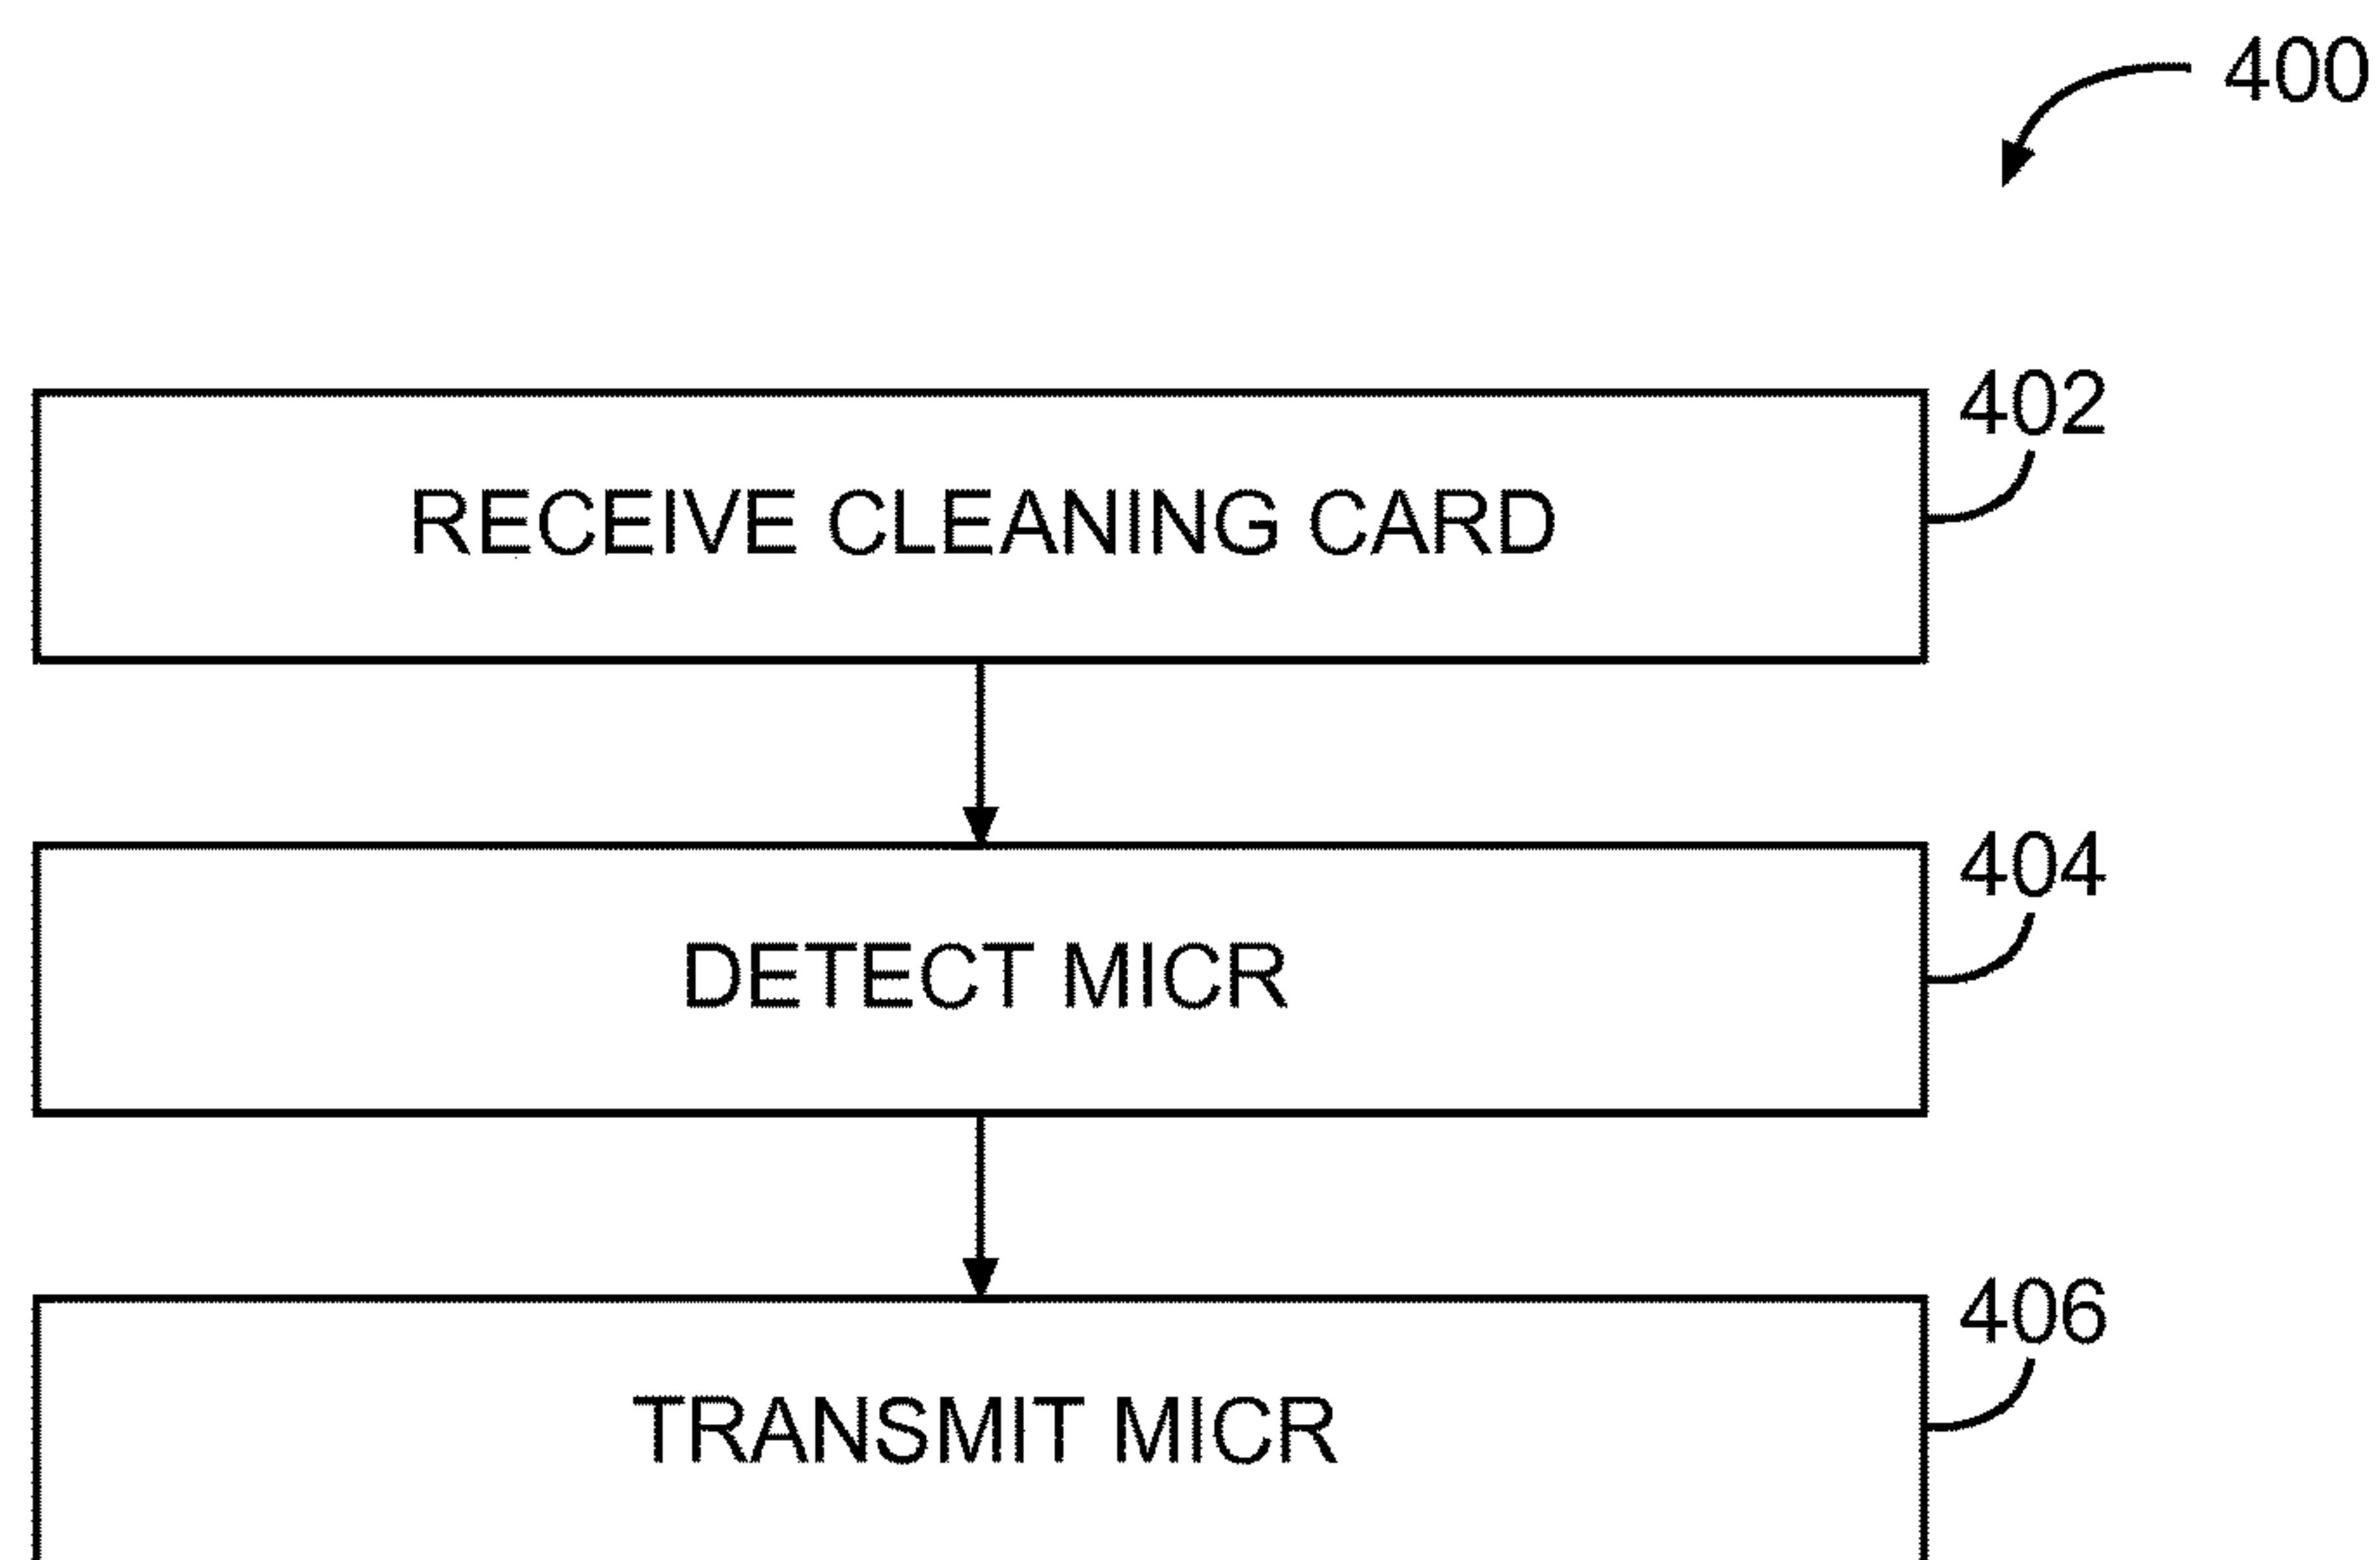 400
402
RECEIVE CLEANING CARD
404
DETECT MICR
406
TRANSMIT MICR